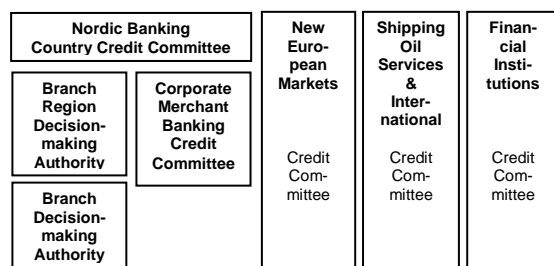 Nordic Banking
Country Credit Committee
Branch
Region
Decision-
making
Authority
Corporate
Merchant
Banking
Credit
Committee
Branch
Decision-
making
Authority
New
Euro-
pean
Markets
Credit
Com-
mittee
Shipping
Oil
Services
&
Inter-
national
Credit
Com-
mittee
Finan-
cial
Insti-
tutions
Credit
Com-
mittee